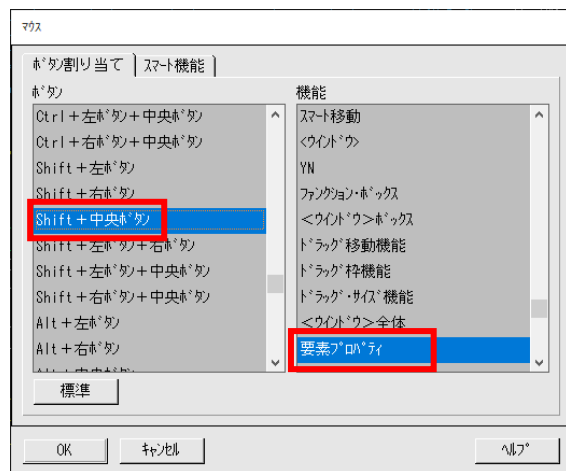 マウス
ボタン割り当て
スマート機能
ボタン
Ctrl+左ボタン+中央ボタン
Ctrl+右ボタン+中央ボタン
Shift+左ボタン
Shift+右ボタン
Shift+中央ボタン
Shift+左ボタン+右ボタン
Shift+左ボタン+中央ボタン
Shift+右ボタン+中央ボタン
Alt+左ボタン
Alt+右ボタン
標準
機能
スマート移動
<ウインドウ>
YN
ファンクション・ボックス
<ウインドウ>ボックス
ドラッグ移動機能
ドラッグ枠機能
ドラッグ・サイズ機能
<ウインドウ>全体
要素プロパティ
OK
キャンセル
ヘルプ